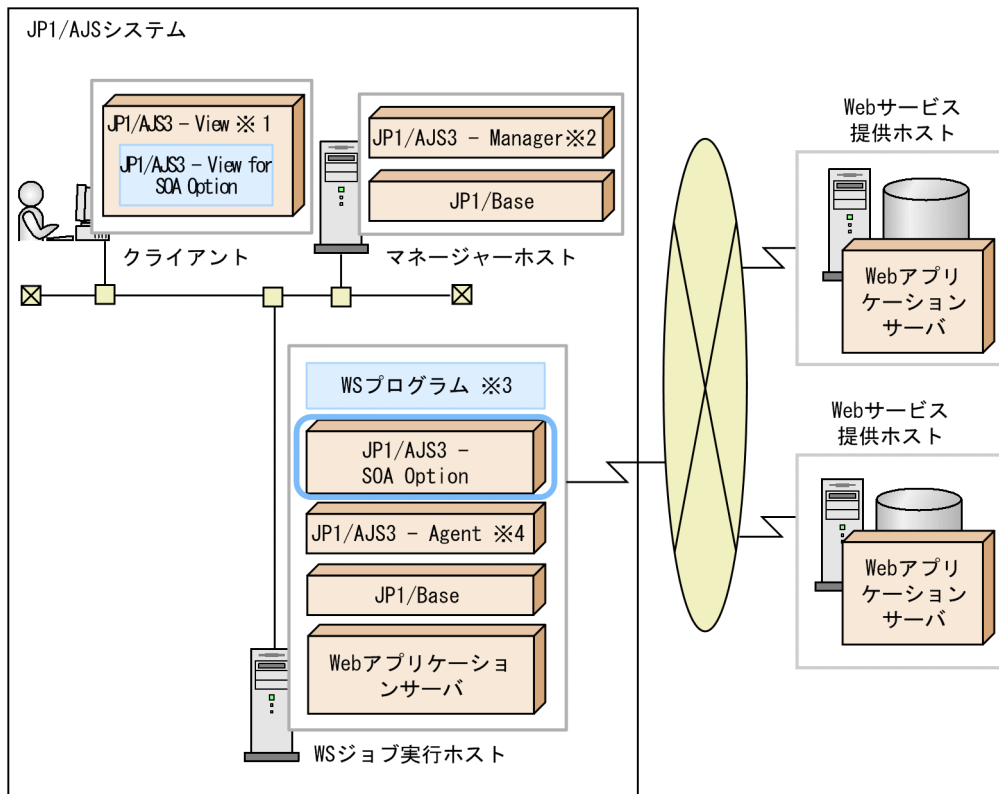 JP1/AJSシステム
JP1/AJS3 － View ※１
JP1/AJS3 － View for
SOA Option
クライアント
JP1/AJS3 － Manager※2
JP1/Base
マネージャーホスト
WSプログラム ※3
JP1/AJS3 －
SOA Option
JP1/AJS3 － Agent ※4
JP1/Base
Webアプリケーショ
ンサーバ
WSジョブ実行ホスト
Webサービス
提供ホスト
Webアプリ
ケーション
サーバ
Webサービス
提供ホスト
Webアプリ
ケーション
サーバ